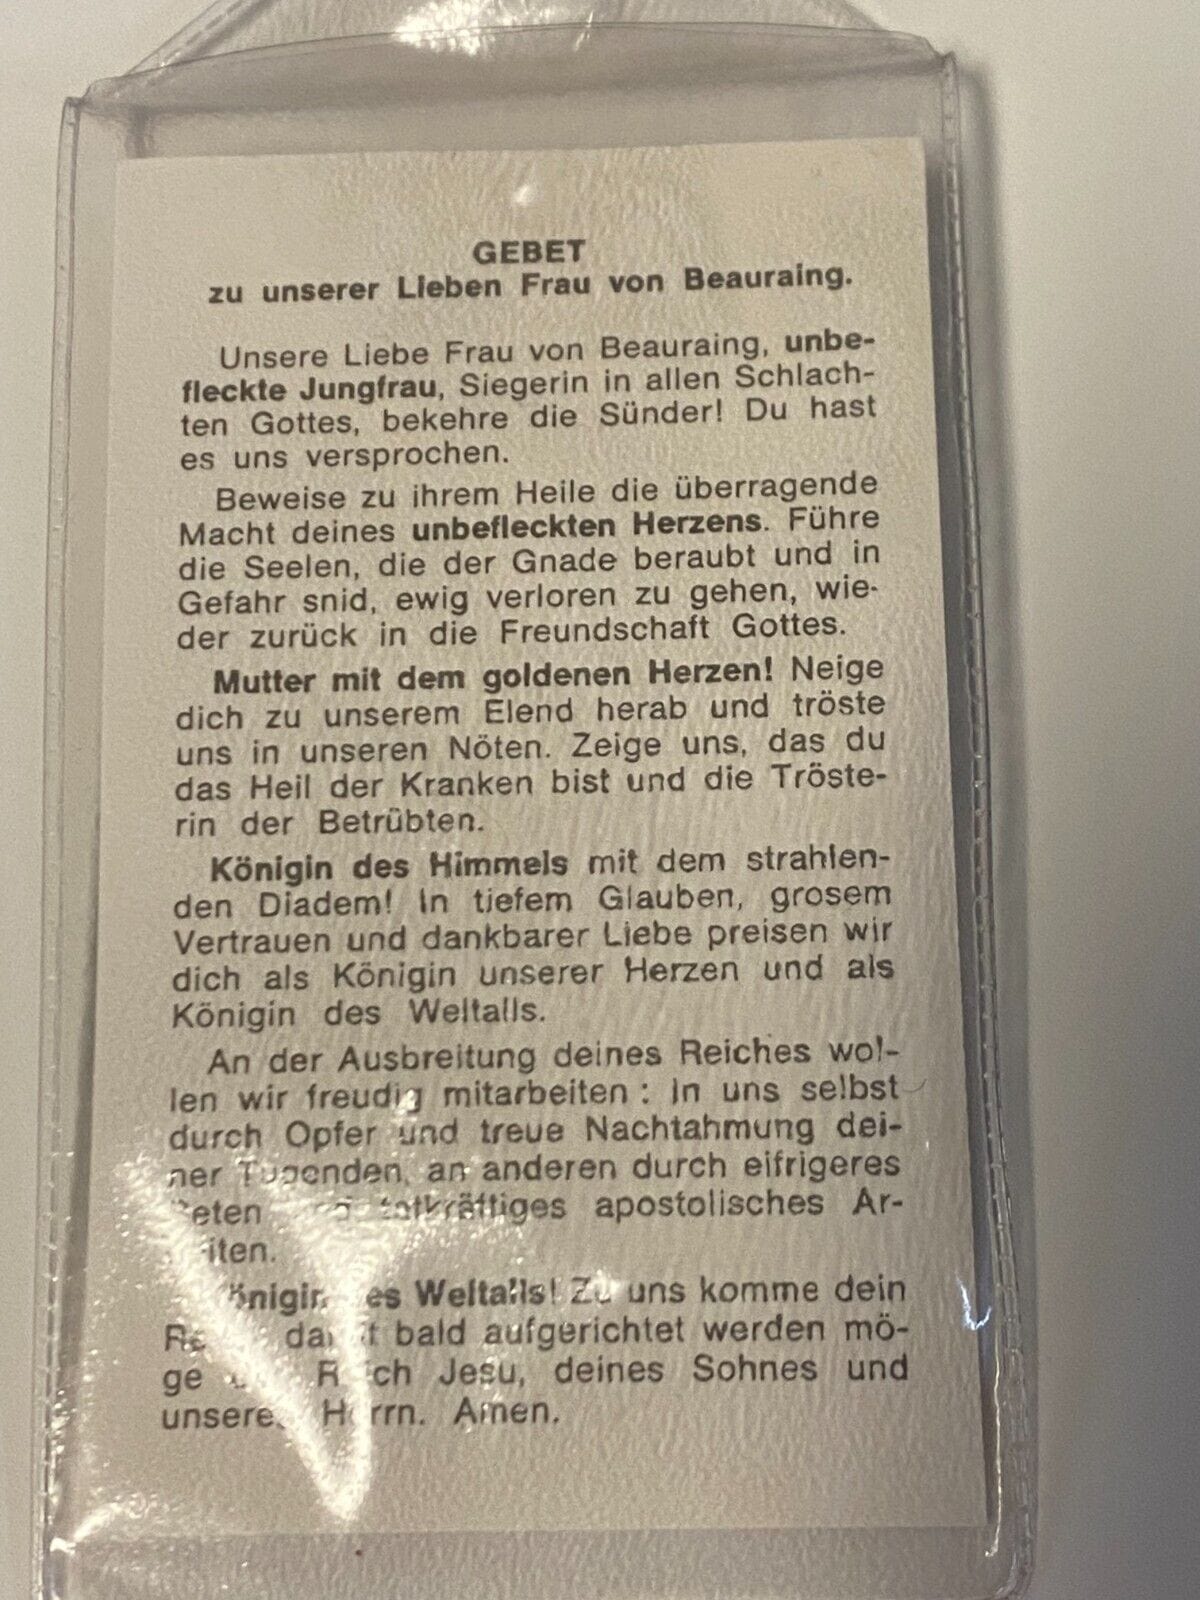 GEBET
zu unserer Lieben Frau von Beauraing.
Unsere Liebe Frau von Beauraing, unbe-
fleckte Jungfrau, Siegerin in allen Schlach-
ten Gottes, bekehre die Sünder! Du hast
es uns versprochen.
Beweise zu ihrem Heile die überragende
Macht deines unbefleckten Herzens. Führe
die Seelen, die der Gnade beraubt und in
Gefahr snid, ewig verloren zu gehen, wie-
der zurück in die Freundschaft Gottes.
Mutter mit dem goldenen Herzen! Neige
dich zu unserem Elend herab und tröste
uns in unseren Nöten. Zeige uns, das du
das Heil der Kranken bist und die Tröste-
rin der Betrübten.
Königin des Himmels mit dem strahlen-
den Diadem! In tiefem Glauben, grosem
Vertrauen und dankbarer Liebe preisen wir
dich als Königin unserer Herzen und als
Königin des Weltalls.
An der Ausbreitung deines Reiches wol-
len wir freudig mitarbeiten : In uns selbst
durch Opfer und treue Nachtahmung dei-
ner Tugenden, an anderen durch eifrigeres
Beten tatkräftiges apostolisches Ar-
beiten.
Königin des Weltalls! Zu uns komme dein
damit bald aufgerichtet werden mö-
ge Reich Jesu, deines Sohnes und
unseres Herrn. Amen.